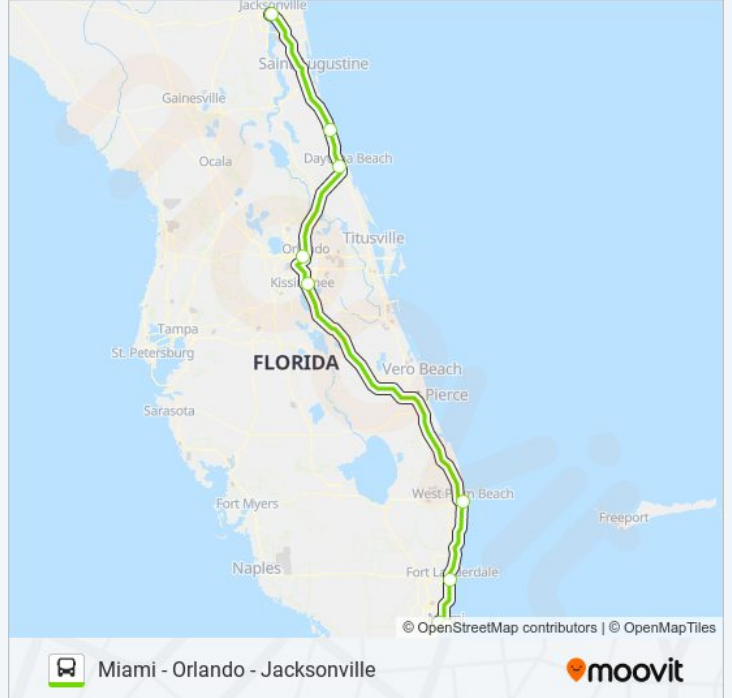 Jacksonville
Saint Augustine
Gainesville
Ocala
Daytona Beach
Titusville
Orlando
Kissimmee
Tampa
St. Petersburg
FLORIDA
Vero Beach
Pierce
Sarasota
West Palm Beach
Fort Myers
Freeport
Naples
Fort Lauderdale
© OpenStreetMap contributors | © OpenMapTiles
Miami - Orlando - Jacksonville
moovit